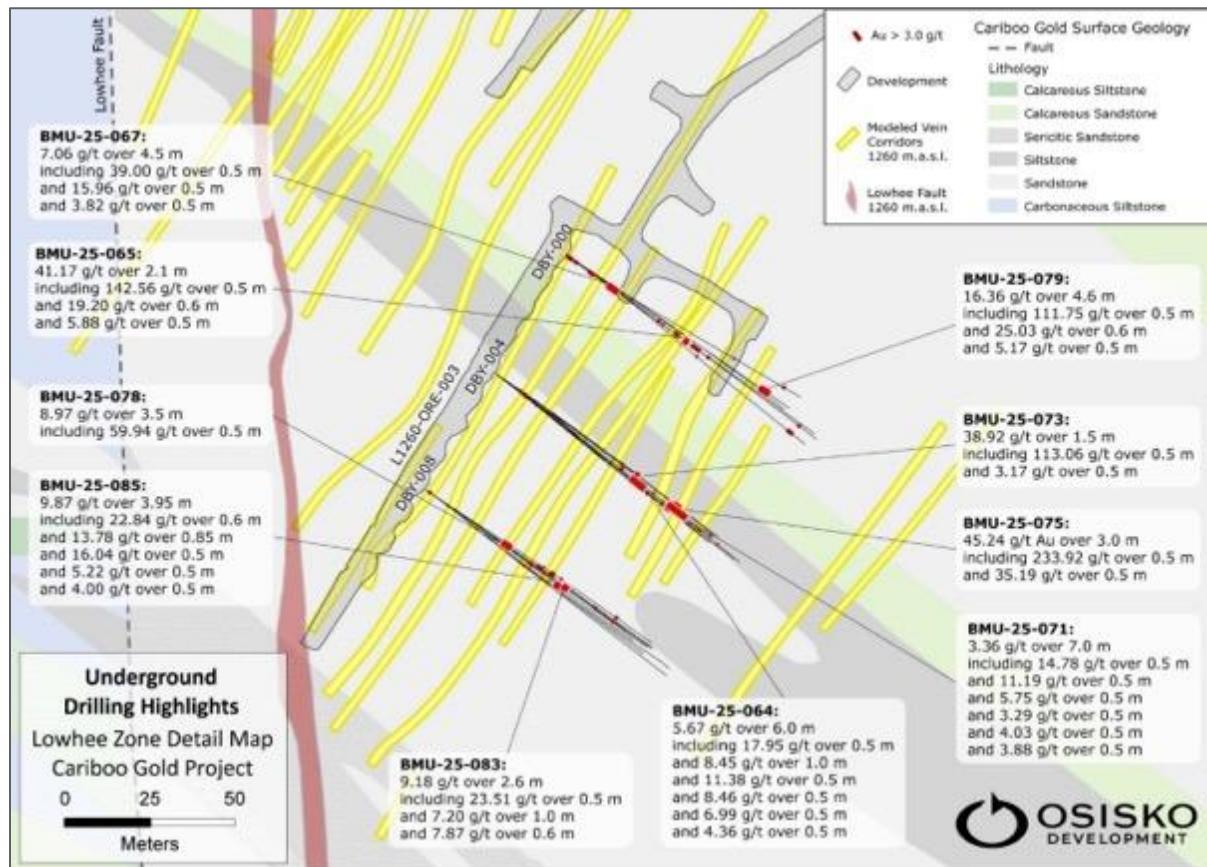 Lowhee Fault
BMU-25-067:
7.06 g/t over 4.5 m
including 39.00 g/t over 0.5 m
and 15.96 g/t over 0.5 m
and 3.82 g/t over 0.5 m
BMU-25-065:
41.17 g/t over 2.1 m
including 142.56 g/t over 0.5 m
and 19.20 g/t over 0.6 m
and 5.88 g/t over 0.5 m
BMU-25-078:
8.97 g/t over 3.5 m
including 59.94 g/t over 0.5 m
BMU-25-085:
9.87 g/t over 3.95 m
including 22.84 g/t over 0.6 m
and 13.78 g/t over 0.85 m
and 16.04 g/t over 0.5 m
and 5.22 g/t over 0.5 m
and 4.00 g/t over 0.5 m
Underground
Drilling Highlights
Lowhee Zone Detail Map
Cariboo Gold Project
0 25 50
Meters
DBY-000
DBY-004
L1260-ORE-003
DBY-008
Au > 3.0 g/t
Development
Modeled Vein
Corridors
1260 m.a.s.l.
Lowhee Fault
1260 m.a.s.l.
Cariboo Gold Surface Geology
Fault
Lithology
Calcareous Siltstone
Calcareous Sandstone
Sericitic Sandstone
Siltstone
Sandstone
Carbonaceous Siltstone
BMU-25-079:
16.36 g/t over 4.6 m
including 111.75 g/t over 0.5 m
and 25.03 g/t over 0.6 m
and 5.17 g/t over 0.5 m
BMU-25-073:
38.92 g/t over 1.5 m
including 113.06 g/t over 0.5 m
and 3.17 g/t over 0.5 m
BMU-25-075:
45.24 g/t Au over 3.0 m
including 233.92 g/t over 0.5 m
and 35.19 g/t over 0.5 m
BMU-25-071:
3.36 g/t over 7.0 m
including 14.78 g/t over 0.5 m
and 11.19 g/t over 0.5 m
and 5.75 g/t over 0.5 m
and 3.29 g/t over 0.5 m
and 4.03 g/t over 0.5 m
and 3.88 g/t over 0.5 m
BMU-25-064:
5.67 g/t over 6.0 m
including 17.95 g/t over 0.5 m
and 8.45 g/t over 1.0 m
and 11.38 g/t over 0.5 m
and 8.46 g/t over 0.5 m
and 6.99 g/t over 0.5 m
and 4.36 g/t over 0.5 m
BMU-25-083:
9.18 g/t over 2.6 m
including 23.51 g/t over 0.5 m
and 7.20 g/t over 1.0 m
and 7.87 g/t over 0.6 m
OSISKO
DEVELOPMENT